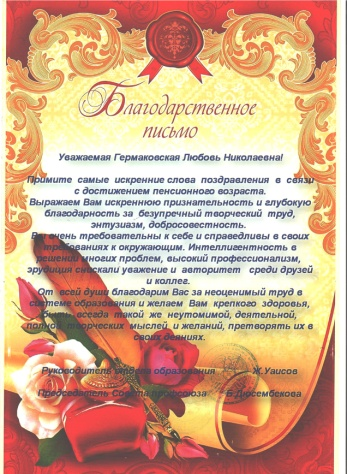 Благодарственное
письмо
Уважаемая Гермаковская Любовь Николаевна!
Примите самые искренние слова поздравления в связи
с достижением пенсионного возраста.
Выражаем Вам искреннюю признательность и глубокую
благодарность за безупречный творческий труд,
энтузиазм, добросовестность.
Вы очень требовательны к себе и справедливы в своих
требованиях к окружающим. Интеллигентность в
решении многих проблем, высокий профессионализм,
эрудиция снискали уважение и авторитет среди друзей
и коллег.
От всей души благодарим Вас за неоценимый труд в
системе образования и желаем Вам крепкого здоровья,
быть всегда такой же неутомимой, деятельной,
полной творческих мыслей и желаний, претворять их в
своих деяниях.
Руководитель отдела образования Ж.Уаисов
Председатель Совета профсоюза Б.Дюсембекова